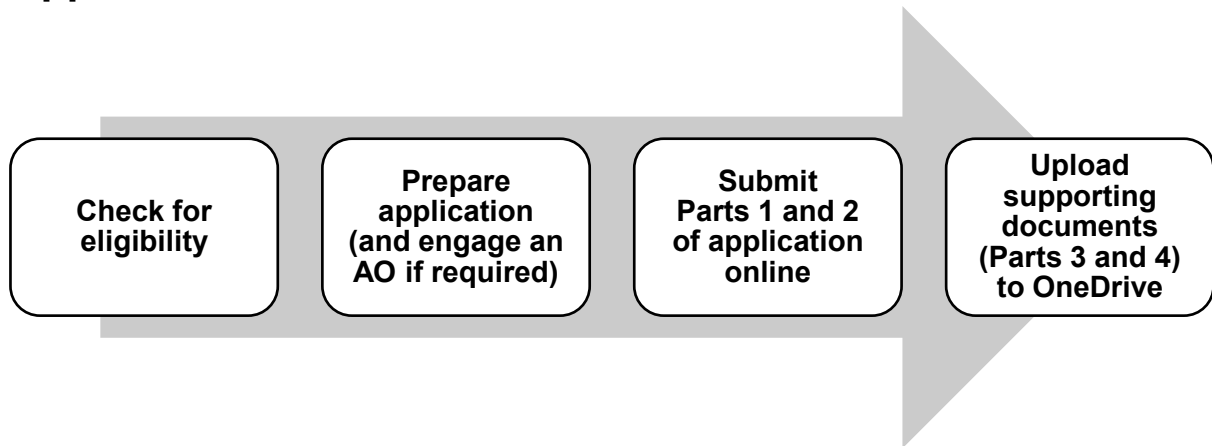 Check for
eligibility
Prepare
application
(and engage an
AO if required)
Submit
Parts 1 and 2
of application
online
Upload
supporting
documents
(Parts 3 and 4)
to OneDrive